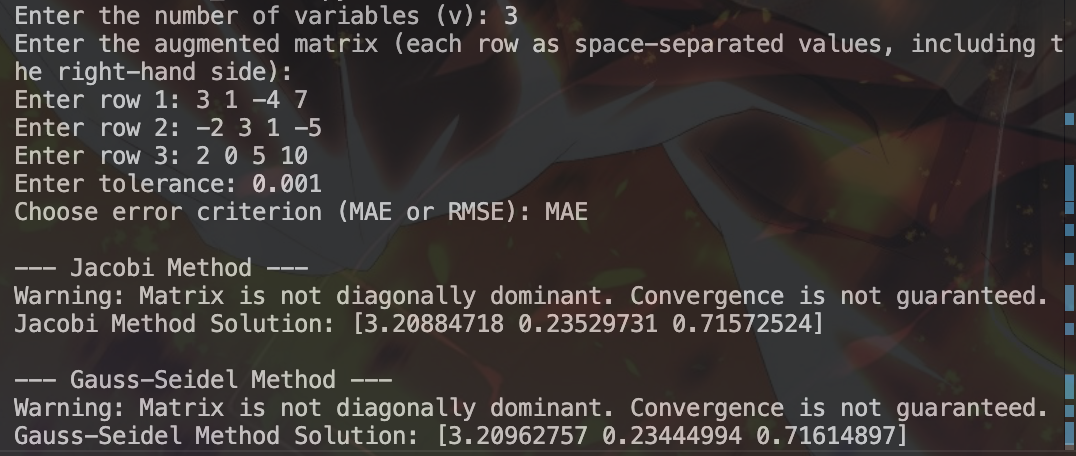 Enter the number of variables (v): 3
Enter the augmented matrix (each row as space-separated values, including t
he right-hand side):
Enter row 1: 3 1 -4 7
Enter row 2: -2 3 1 -5
Enter row 3: 2 0 5 10
Enter tolerance: 0.001
Choose error criterion (MAE or RMSE): MAE
--- Jacobi Method ---
Warning: Matrix is not diagonally dominant. Convergence is not guaranteed.
Jacobi Method Solution: [3.20884718 0.23529731 0.71572524]
--- Gauss-Seidel Method ---
Warning: Matrix is not diagonally dominant. Convergence is not guaranteed.
Gauss-Seidel Method Solution: [3.20962757 0.23444994 0.71614897]